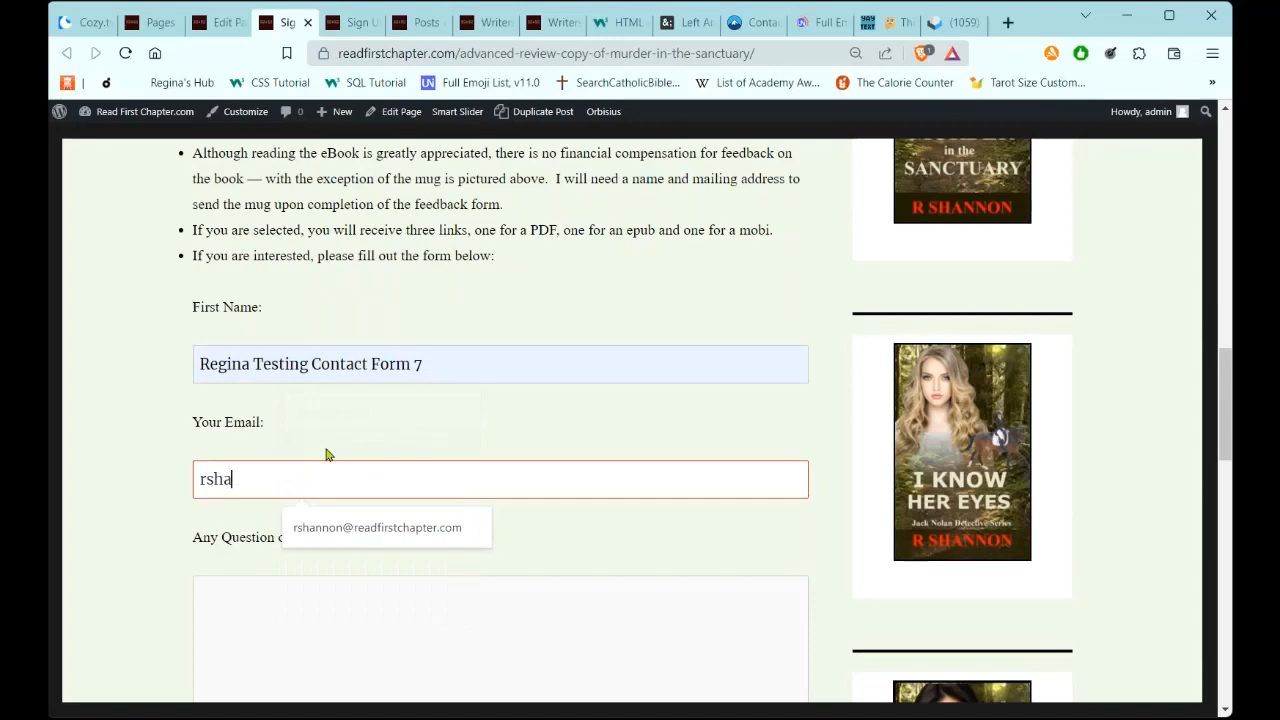 Cozy.t
Pages
Edit Pa
Sig
Sign U
Posts
Writer
Writer
HTML
Left A
Contac
Full En
Th
(1059)
readfirstchapter.com/advanced-review-copy-of-murder-in-the-sanctuary/
1
Regina's Hub
CSS Tutorial
SQL Tutorial
Full Emoji List, v11.0
SearchCatholicBible...
List of Academy Aw...
The Calorie Counter
Tarot Size Custom...
»
Read First Chapter.com
Customize
0
New
Edit Page
Smart Slider
Duplicate Post
Orbisius
Howdy, admin
• Although reading the eBook is greatly appreciated, there is no financial compensation for feedback on
the book — with the exception of the mug is pictured above. I will need a name and mailing address to
send the mug upon completion of the feedback form.
• If you are selected, you will receive three links, one for a PDF, one for an epub and one for a mobi.
• If you are interested, please fill out the form below:
First Name:
Regina Testing Contact Form 7
Your Email:
rsha
rshannon@readfirstchapter.com
Any Question
in the
SANCTUARY
R SHANNON
I KNOW
HER EYES
Jack Nolan Detective Series
R SHANNON